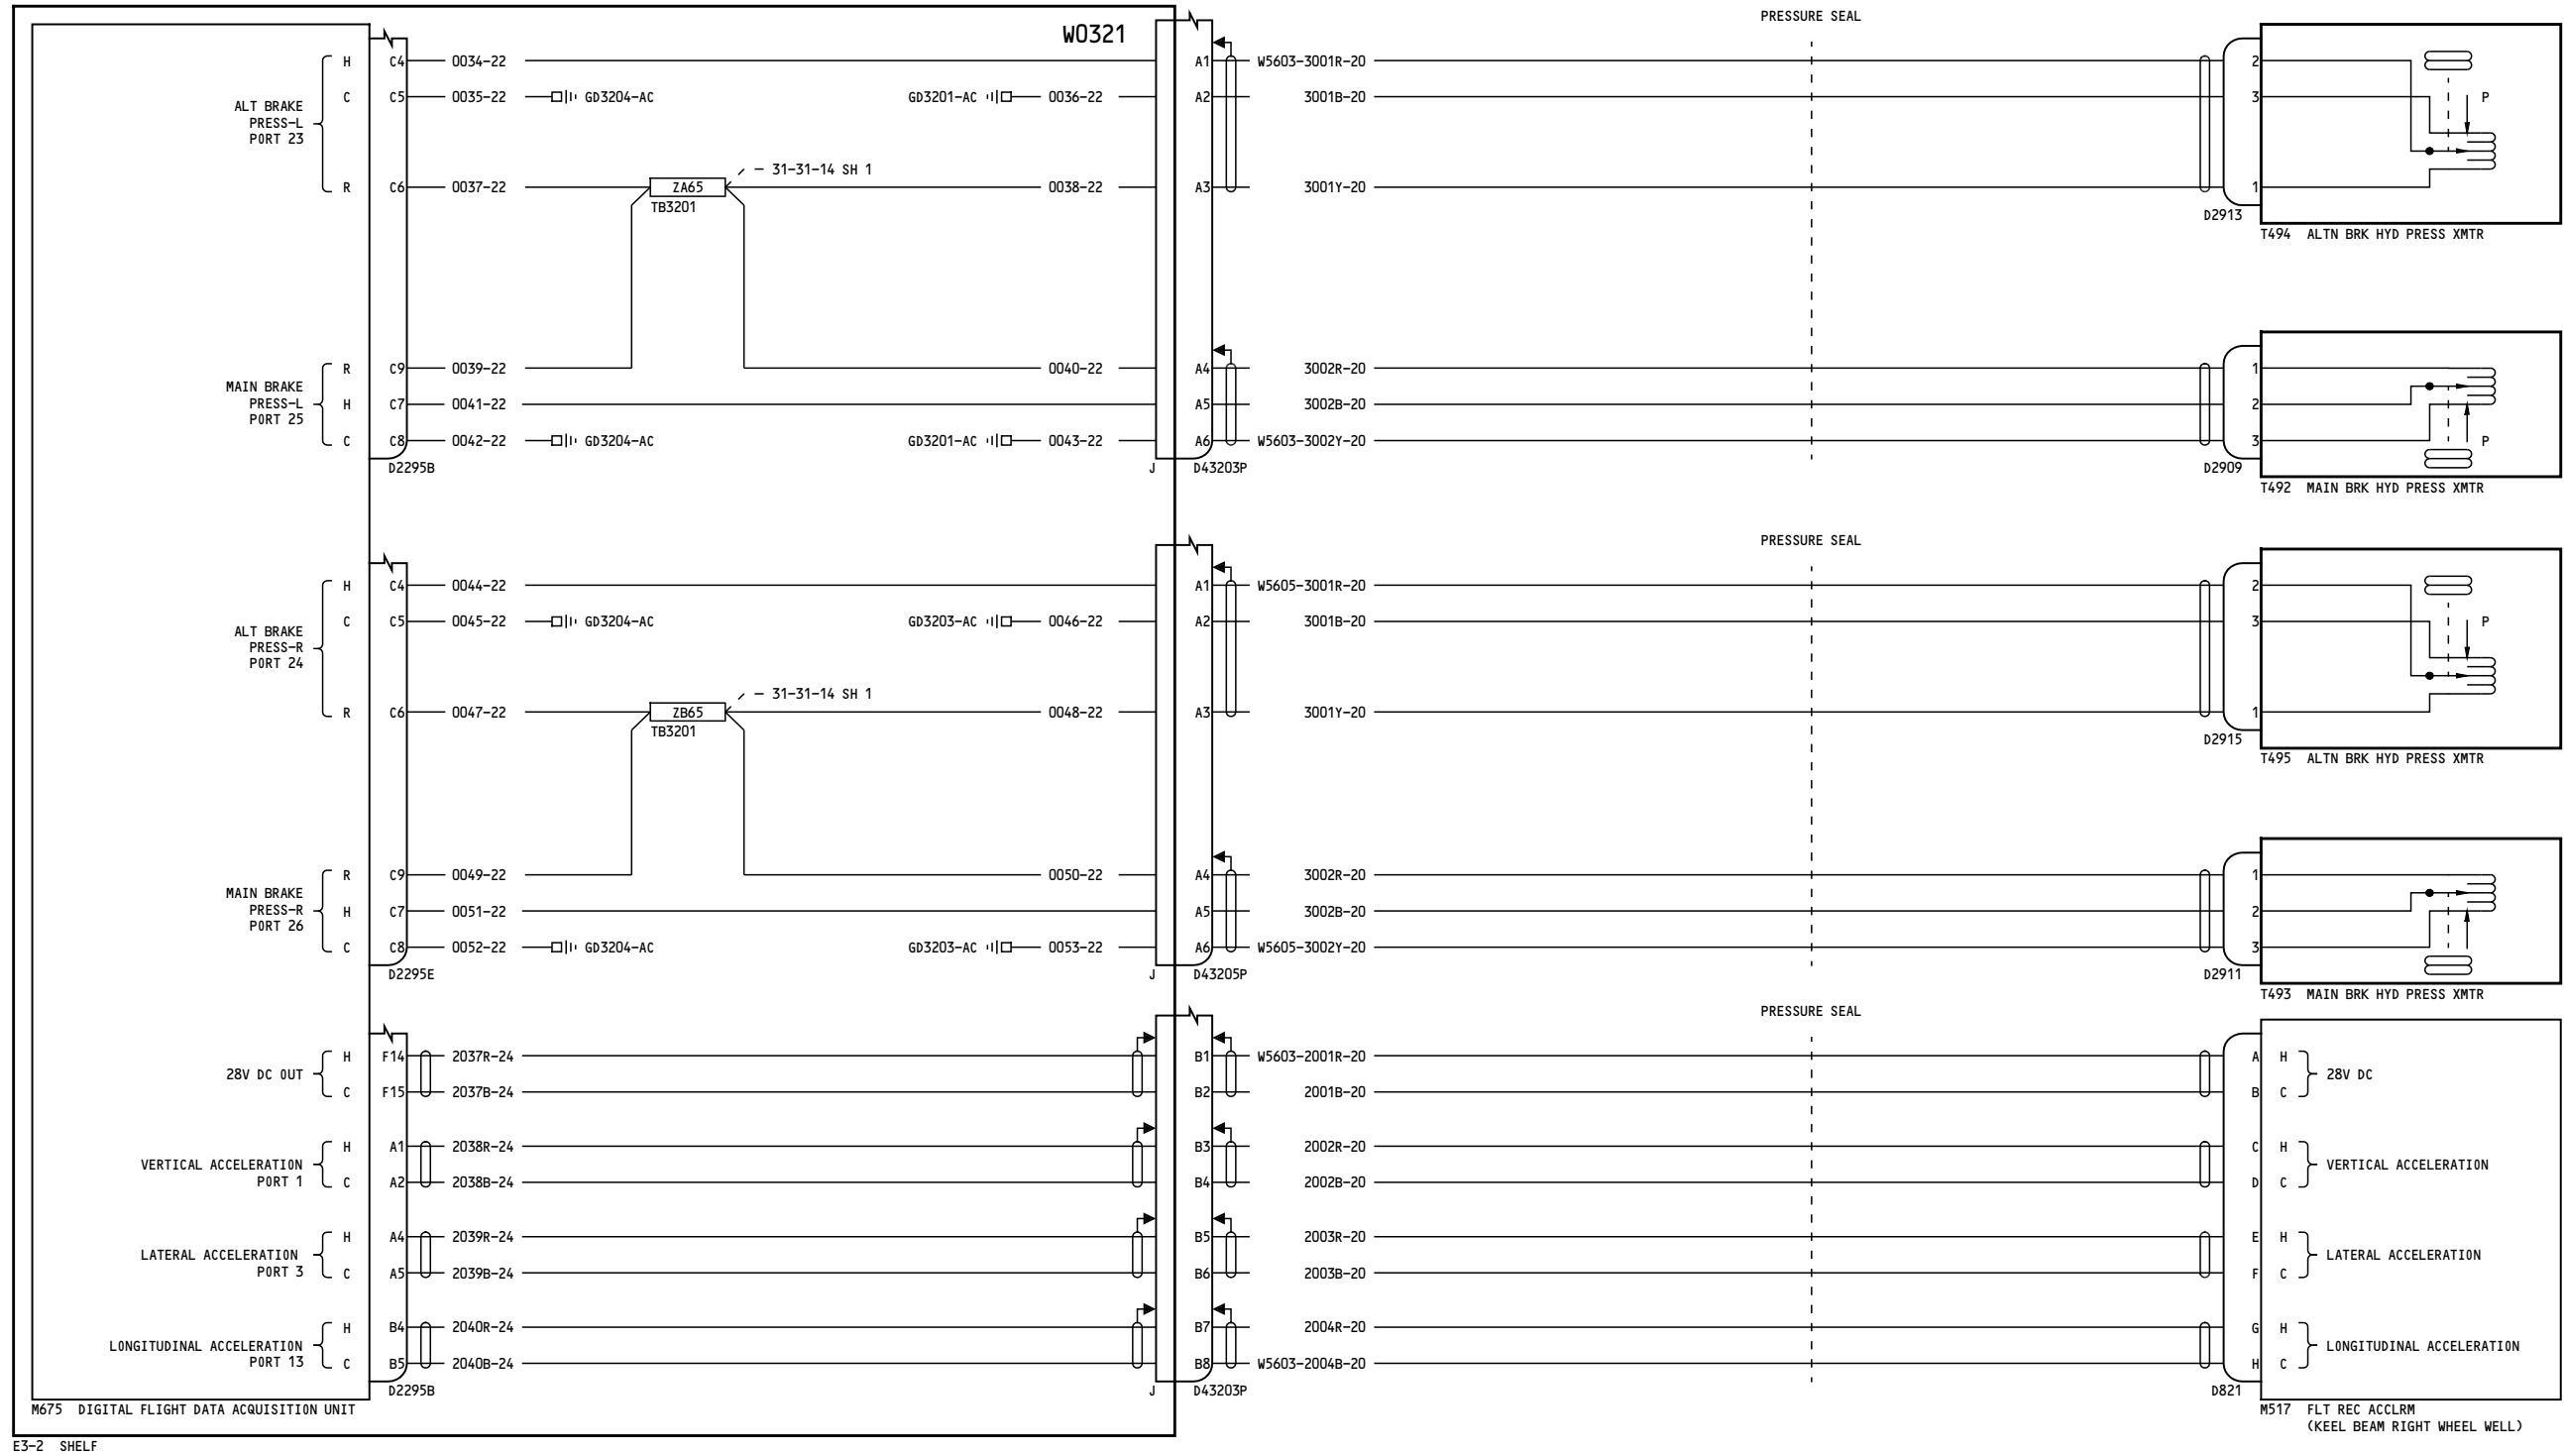 PRESSURE SEAL
W0321
H C4 0034-22 A1 W5603-3001R-20 2
C C5 0035-22 GD3204-AC GD3201-AC 0036-22 A2 3001B-20 3 P
ALT BRAKE
PRESS-L
PORT 23
31-31-14 SH 1
R C6 0037-22 ZA65 0038-22 A3 3001Y-20 1
TB3201
D2913
T494 ALTN BRK HYD PRESS XMTR
R C9 0039-22 0040-22 A4 3002R-20 1
MAIN BRAKE
PRESS-L
PORT 25
H C7 0041-22 A5 3002B-20 2
C C8 0042-22 GD3204-AC GD3201-AC 0043-22 A6 W5603-3002Y-20 3 P
D2295B J D43203P D2909
T492 MAIN BRK HYD PRESS XMTR
PRESSURE SEAL
H C4 0044-22 A1 W5605-3001R-20 2
C C5 0045-22 GD3204-AC GD3203-AC 0046-22 A2 3001B-20 3 P
ALT BRAKE
PRESS-R
PORT 24
31-31-14 SH 1
R C6 0047-22 ZB65 0048-22 A3 3001Y-20 1
TB3201
D2915
T495 ALTN BRK HYD PRESS XMTR
R C9 0049-22 0050-22 A4 3002R-20 1
MAIN BRAKE
PRESS-R
PORT 26
H C7 0051-22 A5 3002B-20 2
C C8 0052-22 GD3204-AC GD3203-AC 0053-22 A6 W5605-3002Y-20 3
D2295E J D43205P D2911
T493 MAIN BRK HYD PRESS XMTR
PRESSURE SEAL
H F14 2037R-24 B1 W5603-2001R-20 A H
28V DC OUT 28V DC
C F15 2037B-24 B2 2001B-20 B C
H A1 2038R-24 B3 2002R-20 C H
VERTICAL ACCELERATION VERTICAL ACCELERATION
PORT 1
C A2 2038B-24 B4 2002B-20 D C
H A4 2039R-24 B5 2003R-20 E H
LATERAL ACCELERATION LATERAL ACCELERATION
PORT 3
C A5 2039B-24 B6 2003B-20 F C
H B4 2040R-24 B7 2004R-20 G H
LONGITUDINAL ACCELERATION LONGITUDINAL ACCELERATION
PORT 13
C B5 2040B-24 B8 W5603-2004B-20 H C
D2295B J D43203P D821
M675 DIGITAL FLIGHT DATA ACQUISITION UNIT M517 FLT REC ACCLRM
(KEEL BEAM RIGHT WHEEL WELL)
E3-2 SHELF